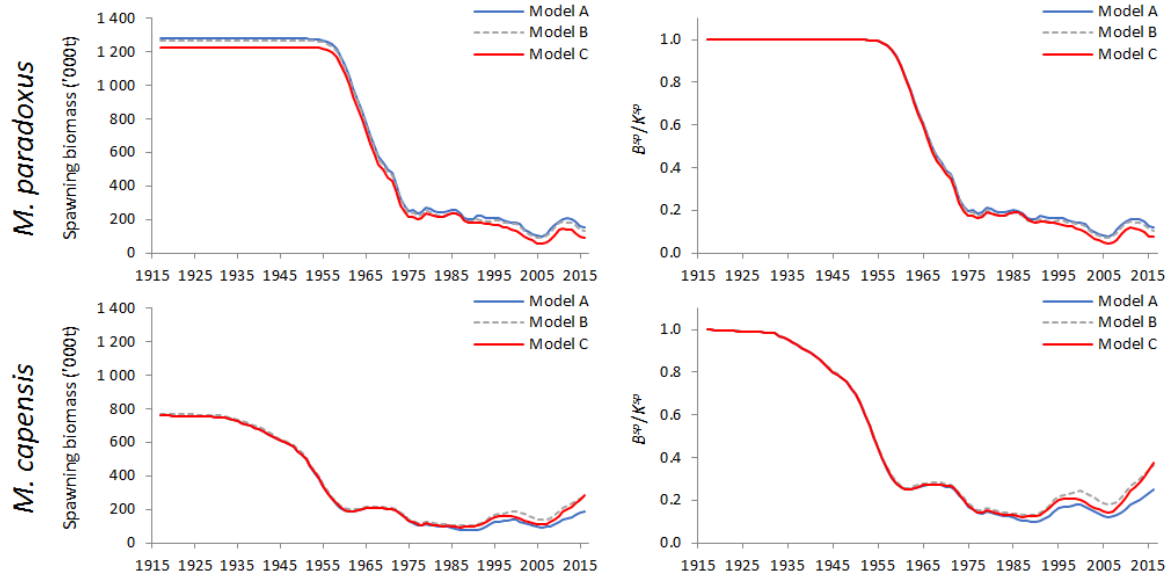 M. paradoxus
Spawning biomass ('000t)
1 400
1 200
1 000
800
600
400
200
0
1915 1925 1935 1945 1955 1965 1975 1985 1995 2005 2015
Model A
Model B
Model C
Bsp/Ksp
1.0
0.8
0.6
0.4
0.2
0.0
1915 1925 1935 1945 1955 1965 1975 1985 1995 2005 2015
Model A
Model B
Model C
M. capensis
Spawning biomass ('000t)
1 400
1 200
1 000
800
600
400
200
0
1915 1925 1935 1945 1955 1965 1975 1985 1995 2005 2015
Model A
Model B
Model C
Bsp/Ksp
1.0
0.8
0.6
0.4
0.2
0.0
1915 1925 1935 1945 1955 1965 1975 1985 1995 2005 2015
Model A
Model B
Model C